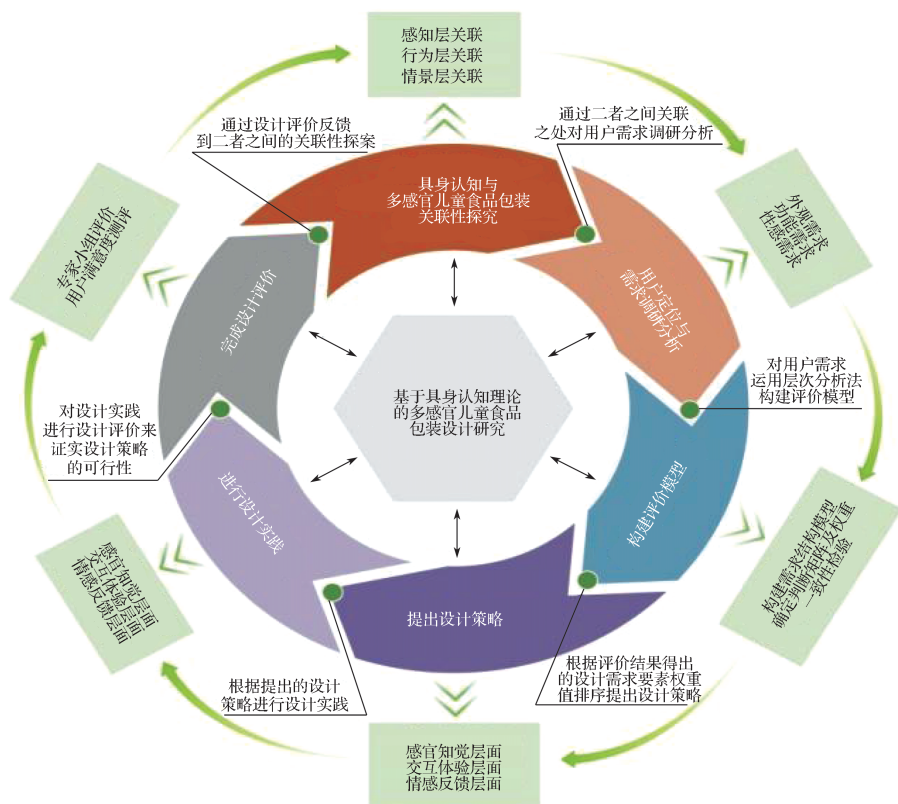 感知层关联
行为层关联
情景层关联
通过设计评价反馈
到二者之间的关联性探案
通过二者之间关联
之处对用户需求调研分析
具身认知与
多感官儿童食品包装
关联性探究
专家小组评价
用户满意度测评
外观需求
功能需求
性感需求
完成设计评价
用户定位与
需求调研分析
基于具身认知理论
的多感官儿童食品
包装设计研究
对用户需求
运用层次分析法
构建评价模型
对设计实践
进行设计评价来
证实设计策略
的可行性
进行设计实践
构建评价模型
构建需求结构模型
确定判断矩阵及权重
一致性检验
感官知觉层面
交互体验层面
情感反馈层面
提出设计策略
根据提出的设计
策略进行设计实践
根据评价结果得出
的设计需求要素权重
值排序提出设计策略
感官知觉层面
交互体验层面
情感反馈层面